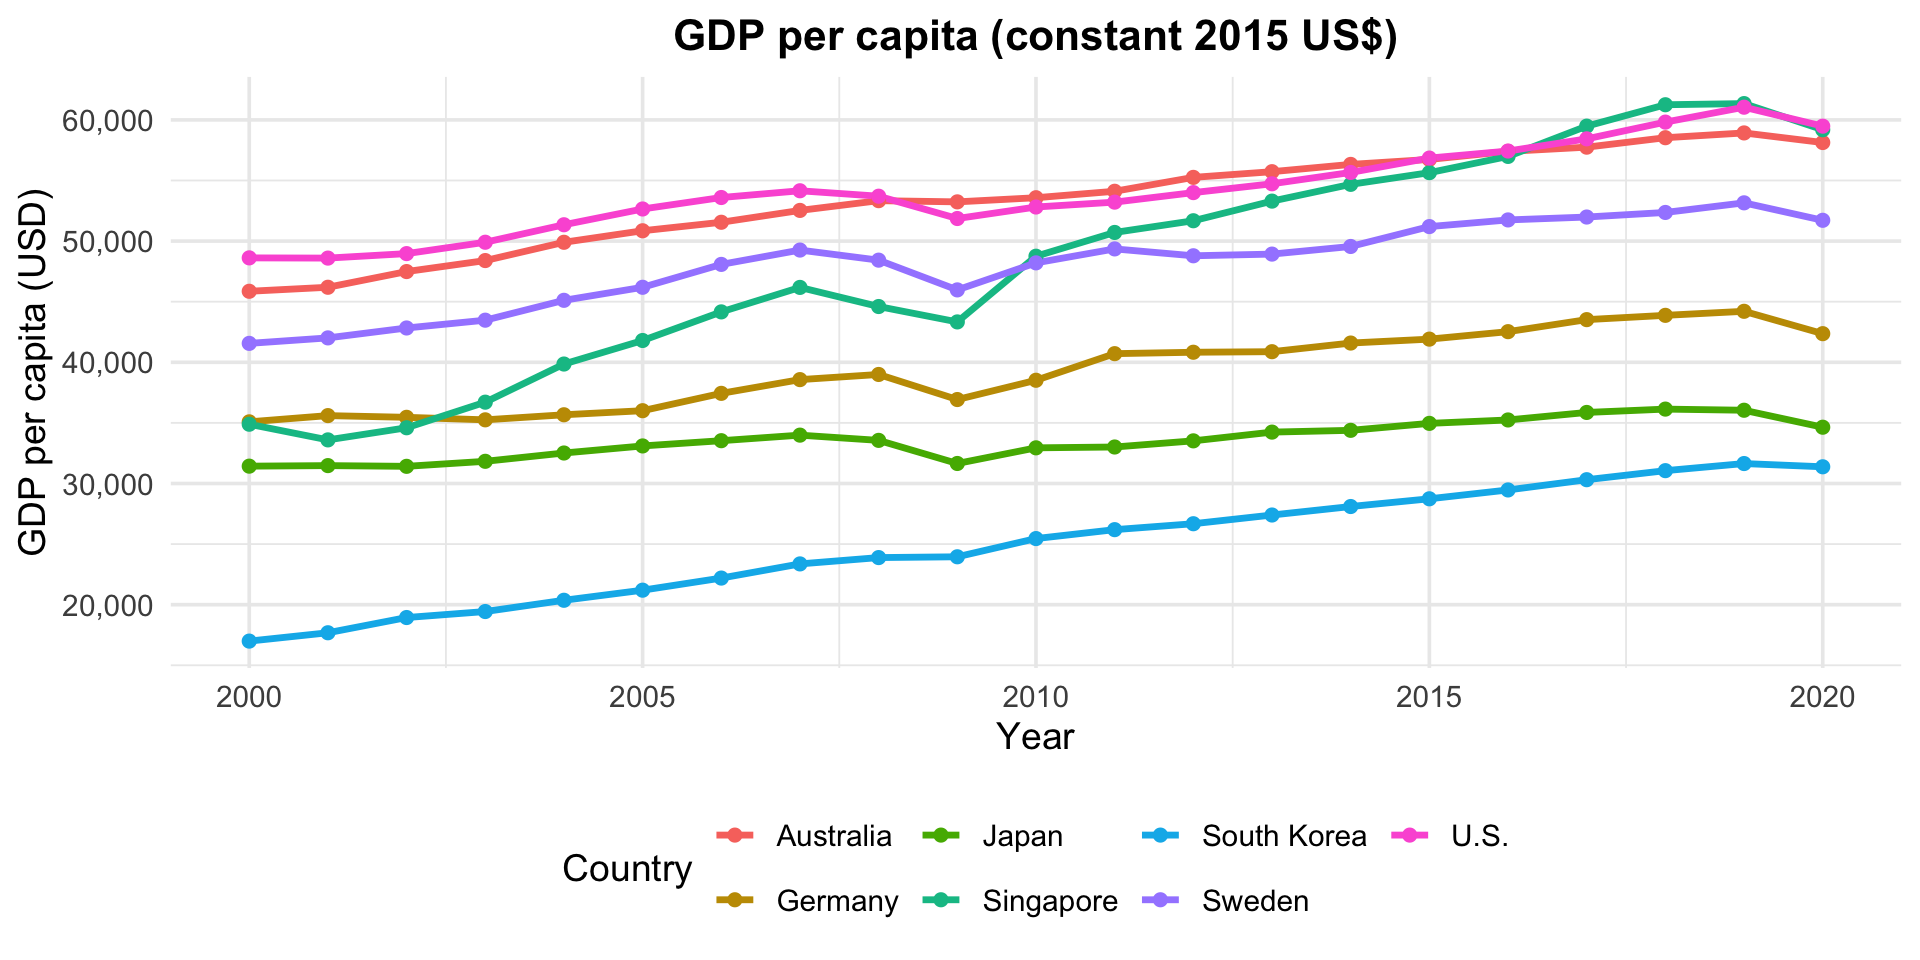 GDP per capita (constant 2015 US$)
GDP per capita (USD)
60,000
50,000
40,000
30,000
20,000
2000 2005 2010 2015 2020
Year
Country
Australia Japan South Korea U.S.
Germany Singapore Sweden